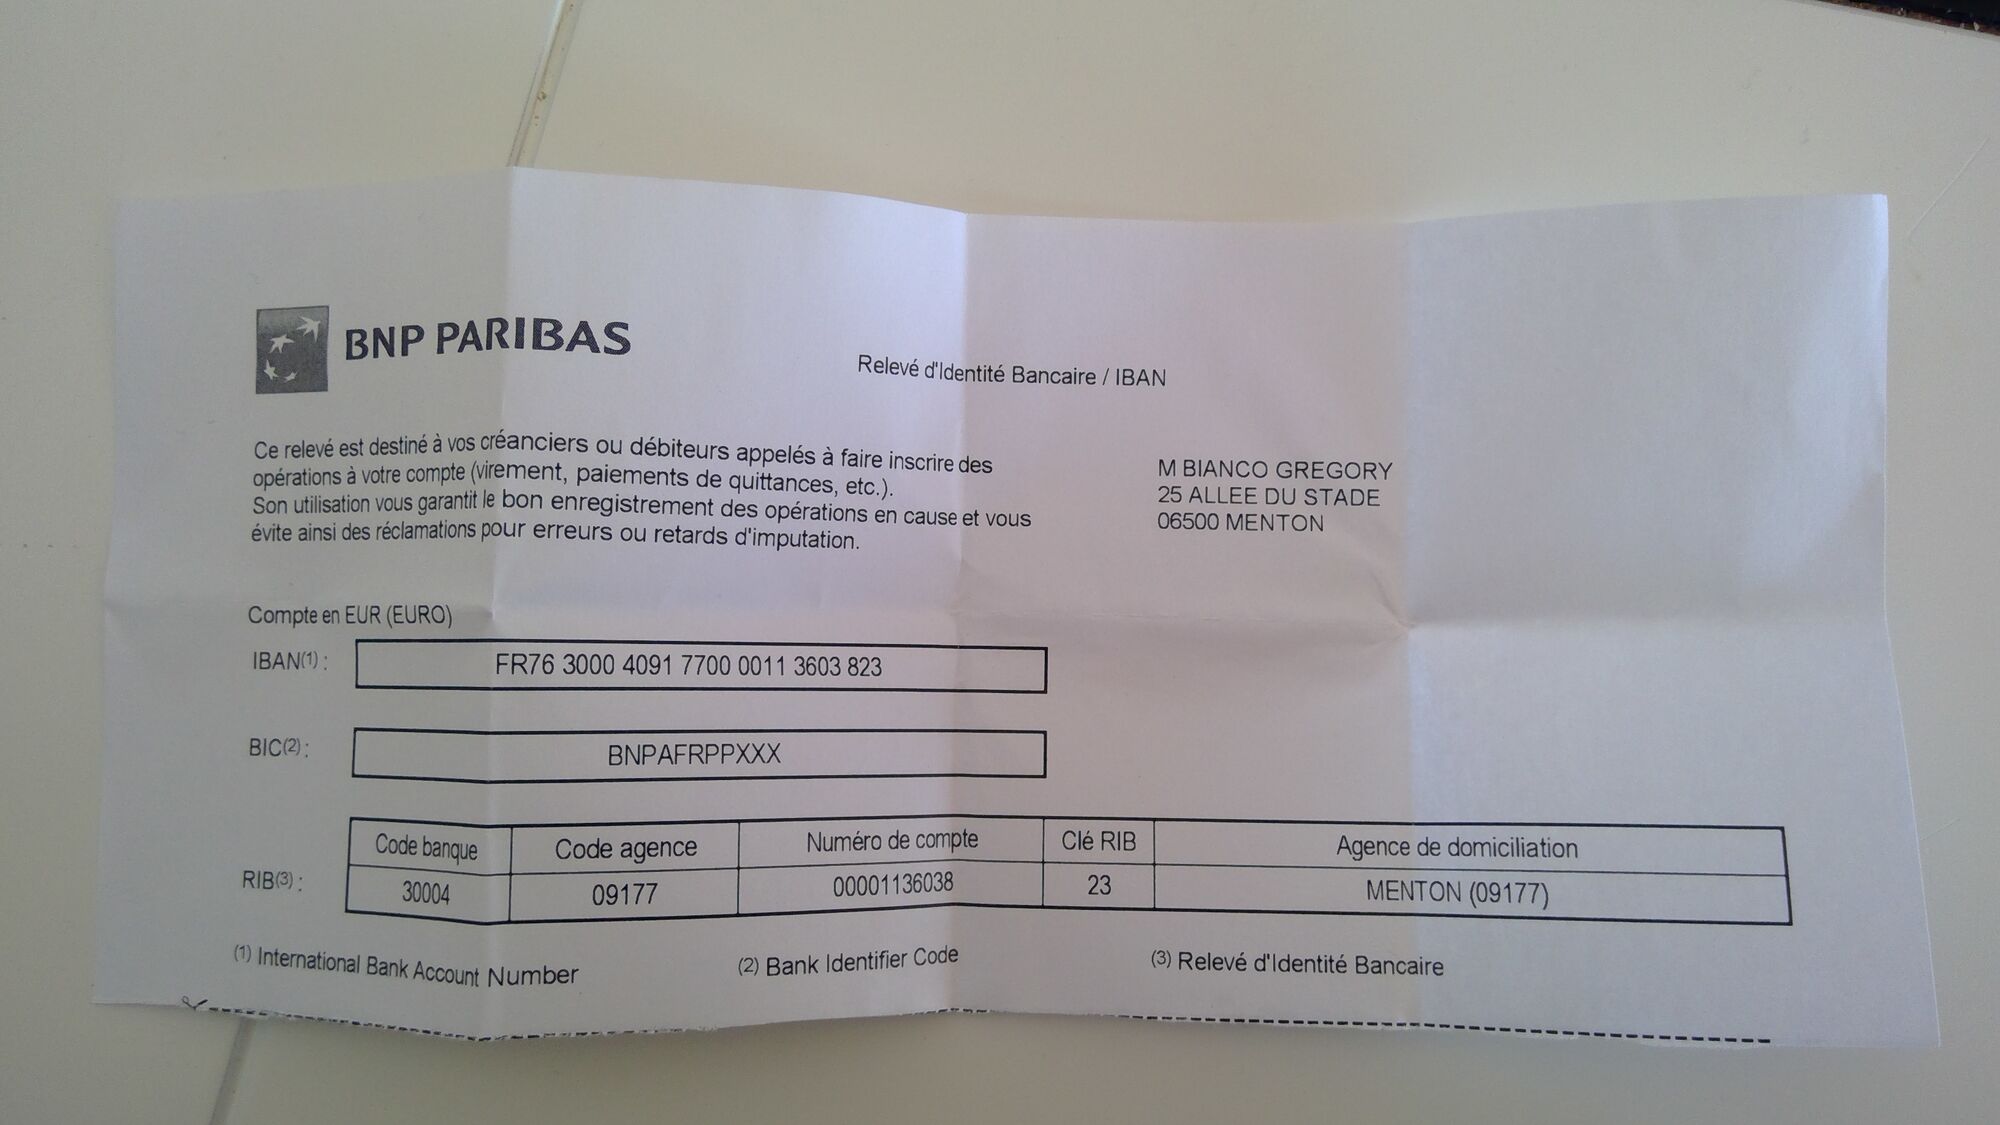 BNP PARIBAS
Relevé d'Identité Bancaire / IBAN
Ce relevé est destiné à vos créanciers ou débiteurs appelés à faire inscrire des
opérations à votre compte (virement, paiements de quittances, etc.).
Son utilisation vous garantit le bon enregistrement des opérations en cause et vous
évite ainsi des réclamations pour erreurs ou retards d'imputation.
M BIANCO GREGORY
25 ALLEE DU STADE
06500 MENTON
Compte en EUR (EURO)
IBAN(1) : FR76 3000 4091 7700 0011 3603 823
BIC(2) : BNPAFRPPXXX
Code banque Code agence Numéro de compte Clé RIB Agence de domiciliation
RIB(3) : 30004 09177 00001136038 23 MENTON (09177)
(1) International Bank Account Number (2) Bank Identifier Code (3) Relevé d'Identité Bancaire